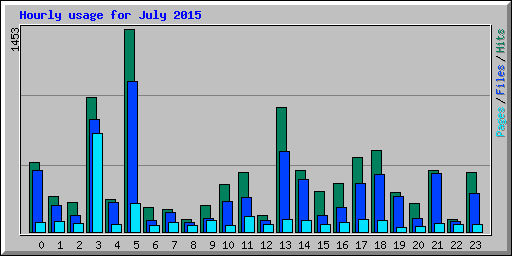 Hourly usage for July 2015
1453
Pages / Files / Hits
0 1 2 3 4 5 6 7 8 9 10 11 12 13 14 15 16 17 18 19 20 21 22 23